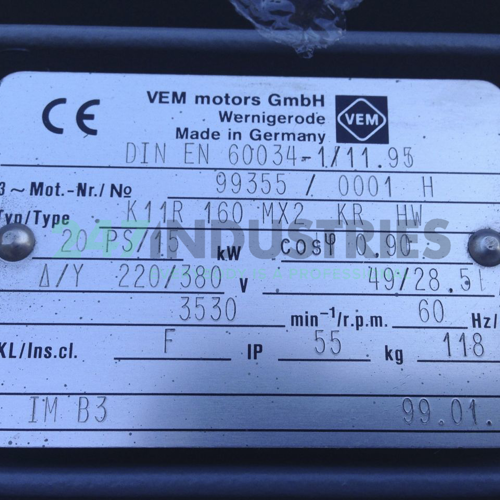 CE
VEM motors GmbH
Wernigerode
Made in Germany
VEM
DIN EN 60034-1/11.95
3~Mot.-Nr./No 99355 / 0001 H
Typ/Type K11R 160 MX2 KR HW
20 PS/15 kW cosφ 0.90
247 INDUSTRIES
Δ/Y 220/380 V 49/28.5
3530 min⁻¹/r.p.m. 60 Hz/
KL/Ins.cl. F IP 55 kg 118
IM B3 99.01.